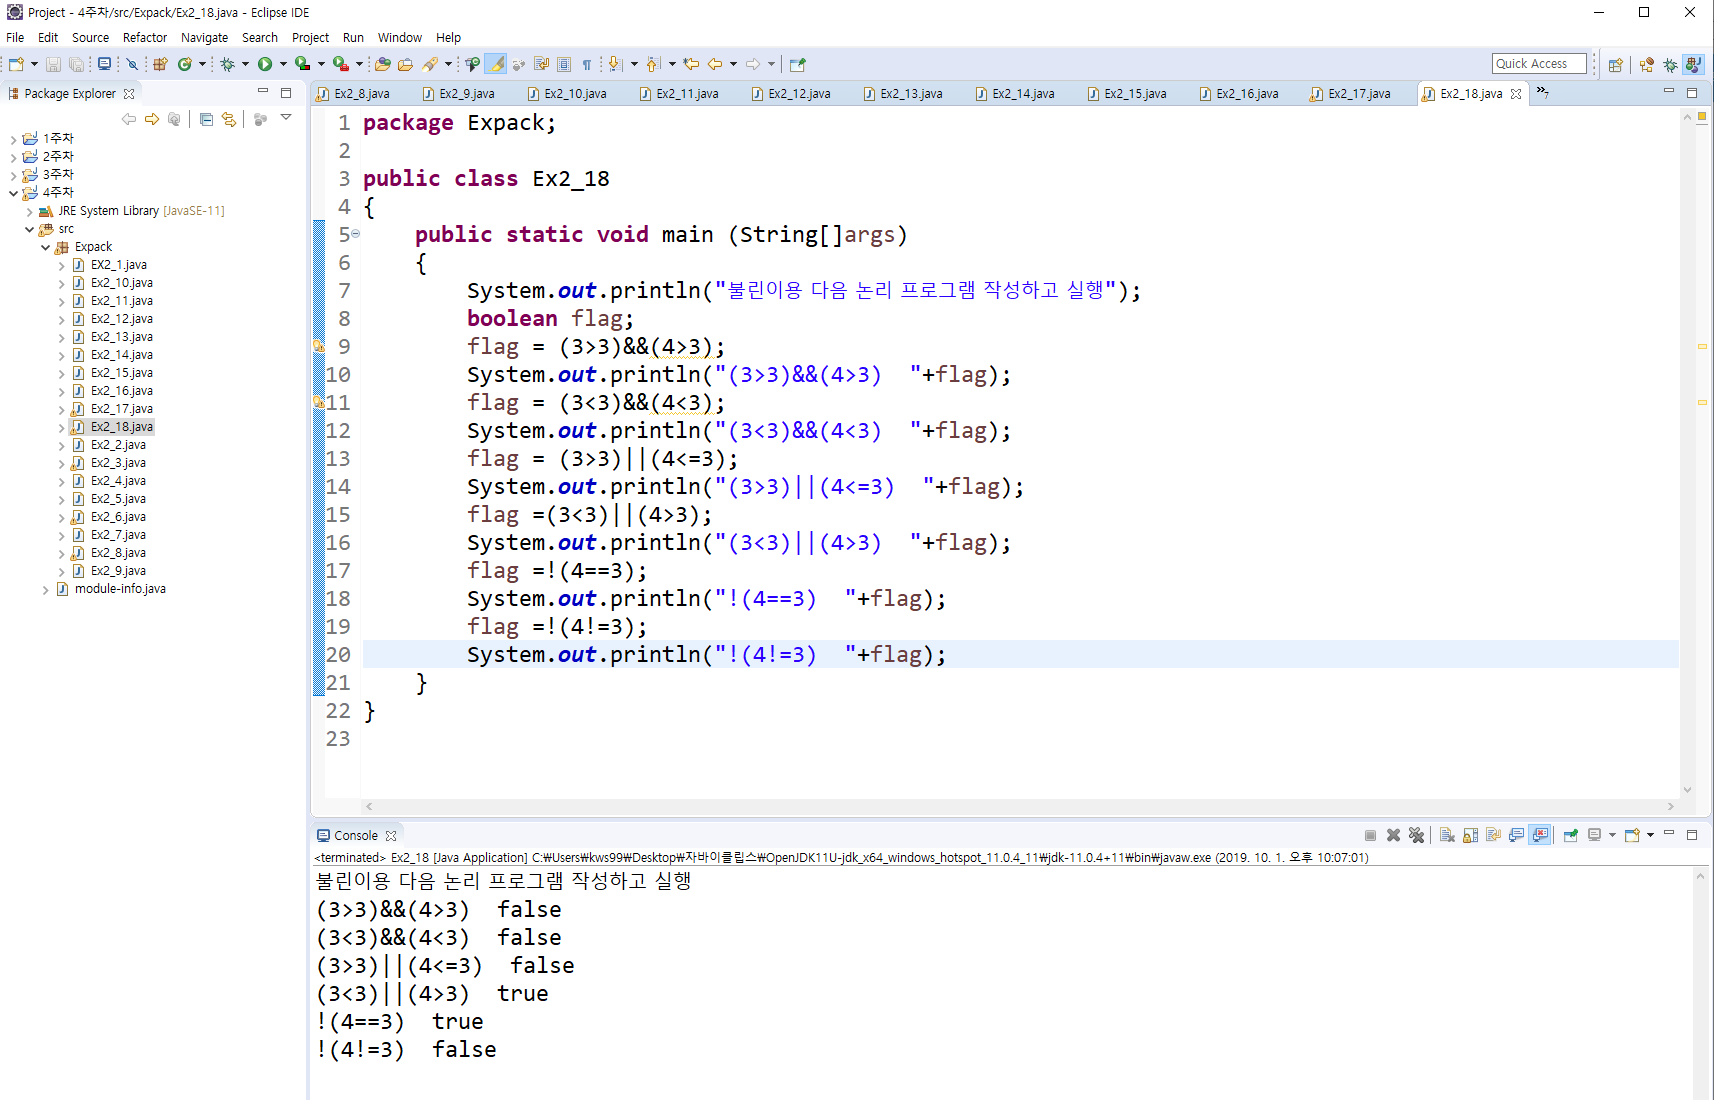 Project - 4주차/src/Expack/Ex2_18.java - Eclipse IDE
File Edit Source Refactor Navigate Search Project Run Window Help
Quick Access
Package Explorer
1주차
2주차
3주차
4주차
JRE System Library [JavaSE-11]
src
Expack
EX2_1.java
Ex2_10.java
Ex2_11.java
Ex2_12.java
Ex2_13.java
Ex2_14.java
Ex2_15.java
Ex2_16.java
Ex2_17.java
Ex2_18.java
Ex2_2.java
Ex2_3.java
Ex2_4.java
Ex2_5.java
Ex2_6.java
Ex2_7.java
Ex2_8.java
Ex2_9.java
module-info.java
Ex2_8.java Ex2_9.java Ex2_10.java Ex2_11.java Ex2_12.java Ex2_13.java Ex2_14.java Ex2_15.java Ex2_16.java Ex2_17.java Ex2_18.java »7
1 package Expack;
2
3 public class Ex2_18
4 {
5     public static void main (String[]args)
6     {
7         System.out.println("불린이용 다음 논리 프로그램 작성하고 실행");
8         boolean flag;
9         flag = (3>3)&&(4>3);
10         System.out.println("(3>3)&&(4>3)  "+flag);
11         flag = (3<3)&&(4<3);
12         System.out.println("(3<3)&&(4<3)  "+flag);
13         flag = (3>3)||(4<=3);
14         System.out.println("(3>3)||(4<=3)  "+flag);
15         flag =(3<3)||(4>3);
16         System.out.println("(3<3)||(4>3)  "+flag);
17         flag =!(4==3);
18         System.out.println("!(4==3)  "+flag);
19         flag =!(4!=3);
20         System.out.println("!(4!=3)  "+flag);
21     }
22 }
23
Console
<terminated> Ex2_18 [Java Application] C:₩Users₩kws99₩Desktop₩자바이클립스₩OpenJDK11U-jdk_x64_windows_hotspot_11.0.4_11₩jdk-11.0.4+11₩bin₩javaw.exe (2019. 10. 1. 오후 10:07:01)
불린이용 다음 논리 프로그램 작성하고 실행
(3>3)&&(4>3)  false
(3<3)&&(4<3)  false
(3>3)||(4<=3)  false
(3<3)||(4>3)  true
!(4==3)  true
!(4!=3)  false